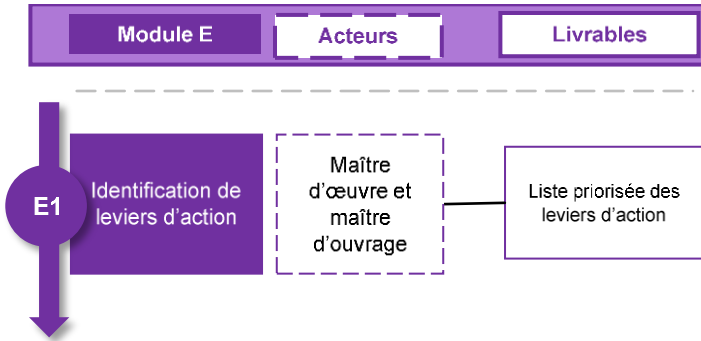 Module E
Acteurs
Livrables
E1
Identification de
leviers d'action
Maître
d'œuvre et
maître
d'ouvrage
Liste priorisée des
leviers d'action